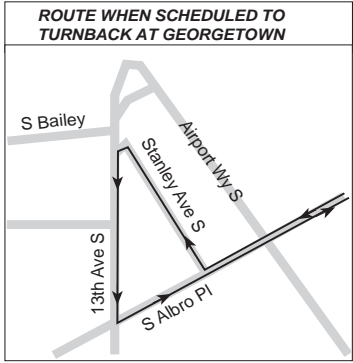 ROUTE WHEN SCHEDULED TO
TURNBACK AT GEORGETOWN
S Bailey
Airport Wy S
Stanley Ave S
13th Ave S
S Albro Pl